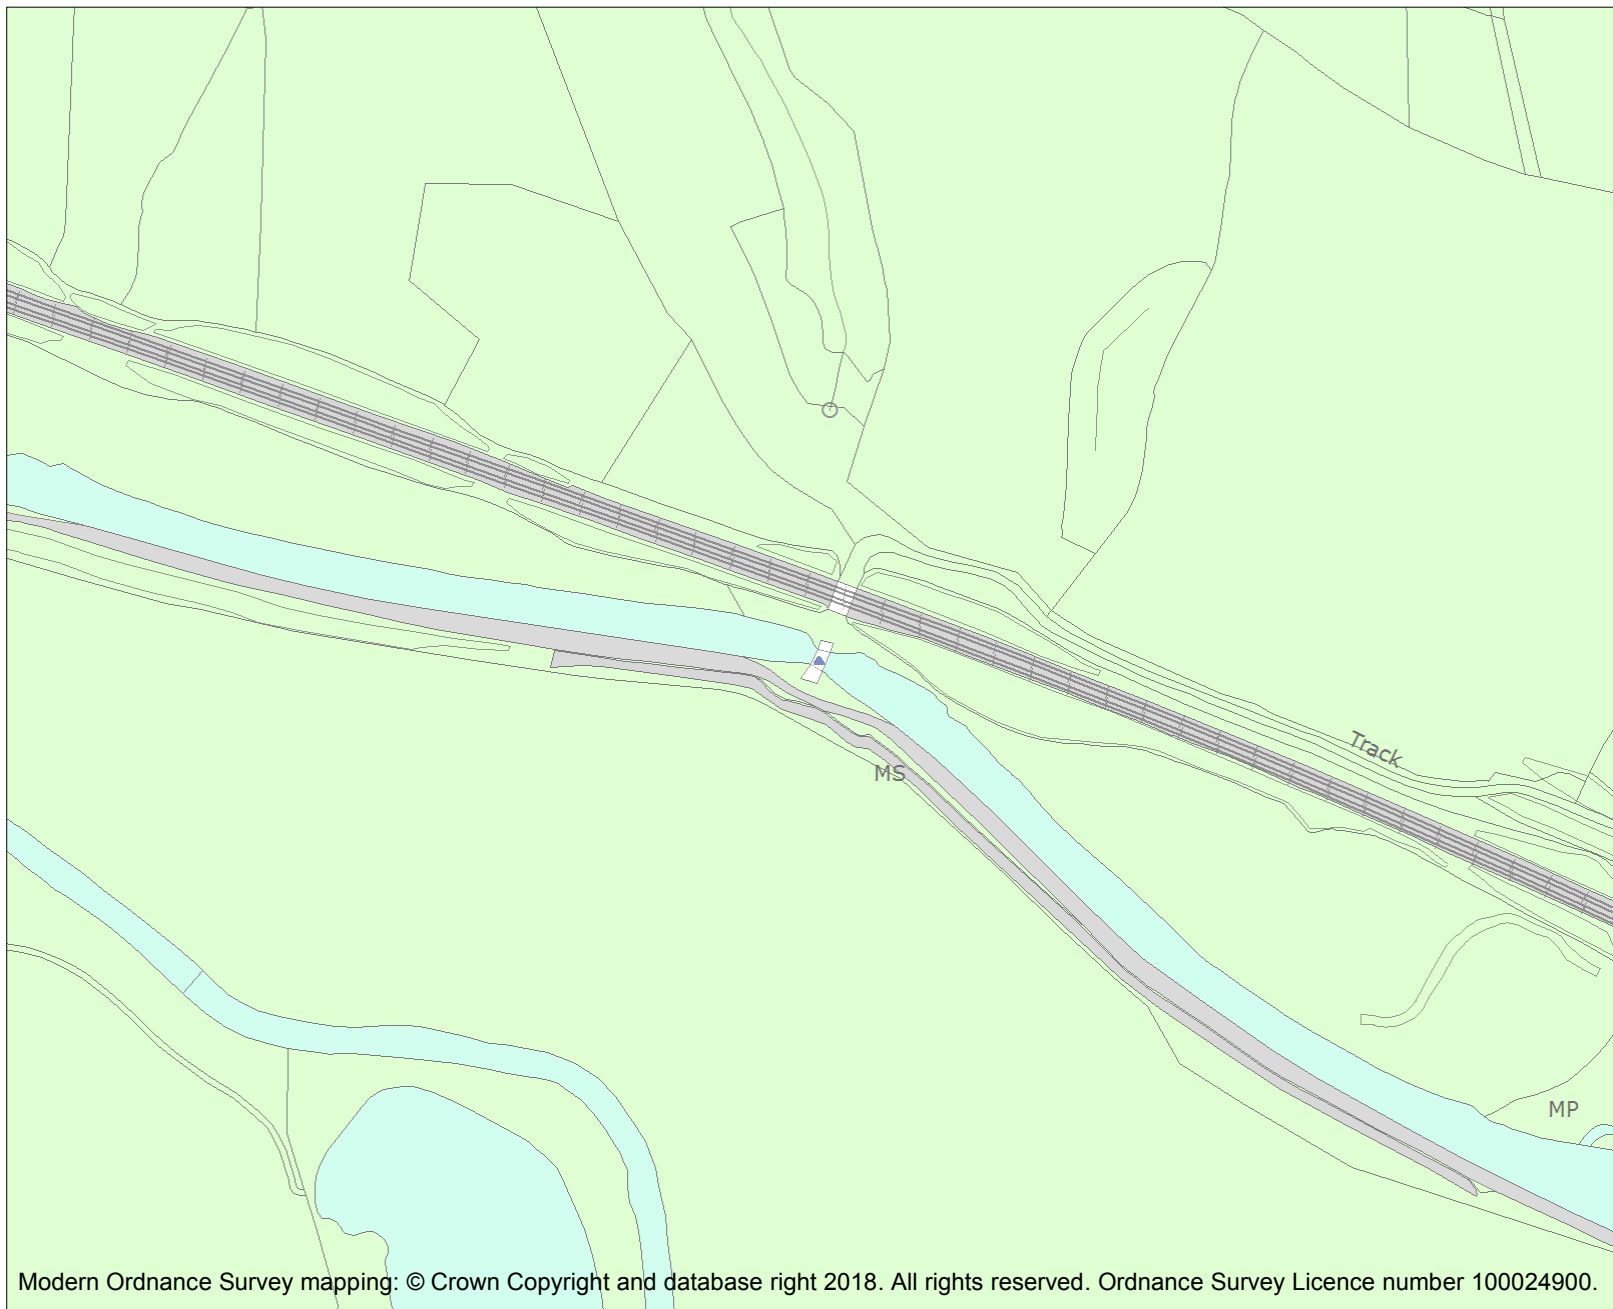 Track
MS
MP
Modern Ordnance Survey mapping: © Crown Copyright and database right 2018. All rights reserved. Ordnance Survey Licence number 100024900.